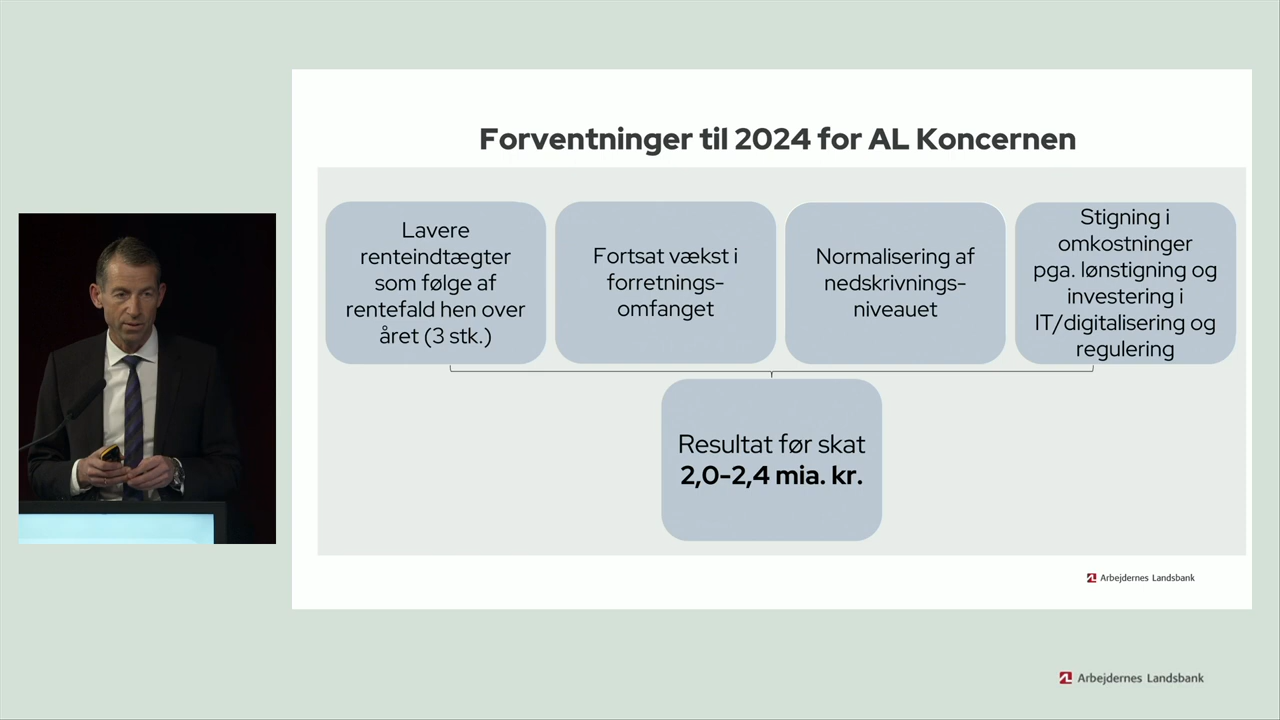 Forventninger til 2024 for AL Koncernen
Lavere
renteindtægter
som følge af
rentefald hen over
året (3 stk.)
Fortsat vækst i
forretnings-
omfanget
Normalisering af
nedskrivnings-
niveauet
Stigning i
omkostninger
pga. lønstigning og
investering i
IT/digitalisering og
regulering
Resultat før skat
2,0-2,4 mia. kr.
Arbejdernes Landsbank
Arbejdernes Landsbank